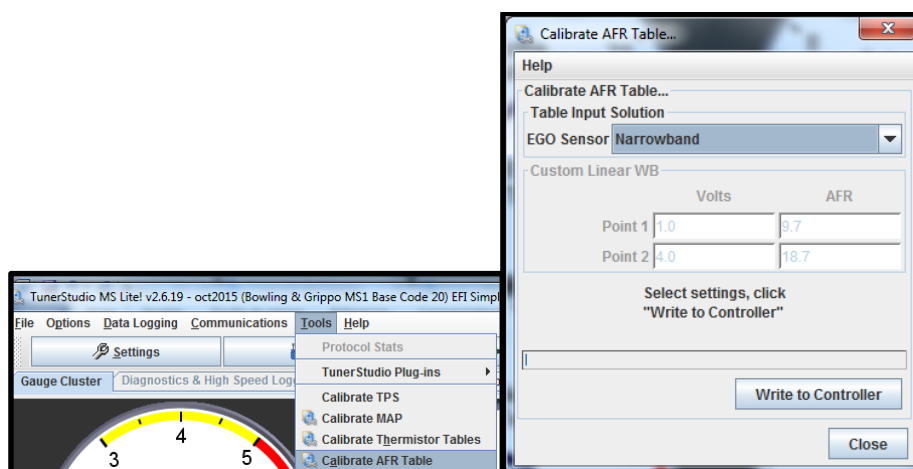 Calibrate AFR Table...
Help
Calibrate AFR Table...
Table Input Solution
EGO Sensor Narrowband
Custom Linear WB
Volts AFR
Point 1 1.0 9.7
Point 2 4.0 18.7
Select settings, click
"Write to Controller"
Write to Controller
Close
TunerStudio MS Lite! v2.6.19 - oct2015 (Bowling & Grippo MS1 Base Code 20) EFI Simpl
File Options Data Logging Communications Tools Help
Settings
Protocol Stats
TunerStudio Plug-ins
Gauge Cluster Diagnostics & High Speed Log
Calibrate TPS
Calibrate MAP
Calibrate Thermistor Tables
Calibrate AFR Table
3 4 5